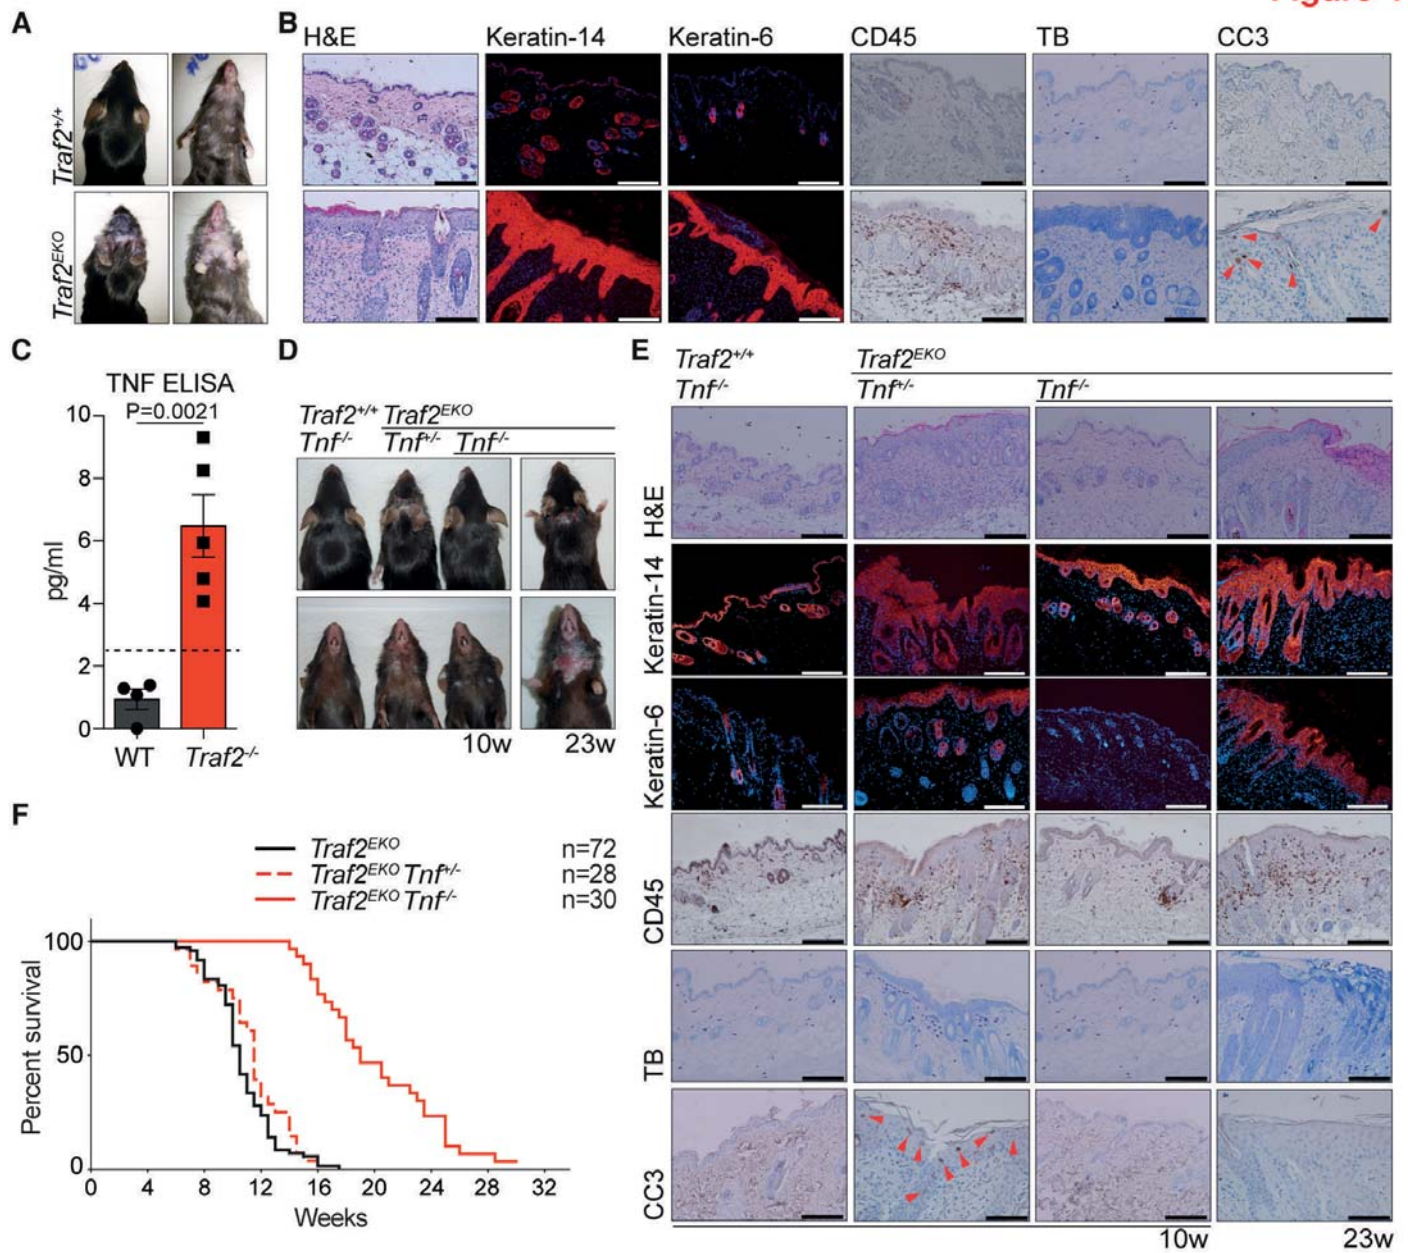 A
B
H&E
Keratin-14
Keratin-6
CD45
TB
CC3
Traf2+/+
Traf2EKO
C
TNF ELISA
P=0.0021
10
8
6
4
2
0
pg/ml
WT
Traf2-/-
D
Traf2+/+ Traf2EKO
Tnf-/-
Tnf+/-
Tnf-/-
10w
23w
E
Traf2+/+
Traf2EKO
Tnf-/-
Tnf+/-
Tnf-/-
H&E
Keratin-14
Keratin-6
CD45
TB
CC3
10w
23w
F
Traf2EKO n=72
Traf2EKO Tnf+/- n=28
Traf2EKO Tnf-/- n=30
100
50
0
Percent survival
0 4 8 12 16 20 24 28 32
Weeks